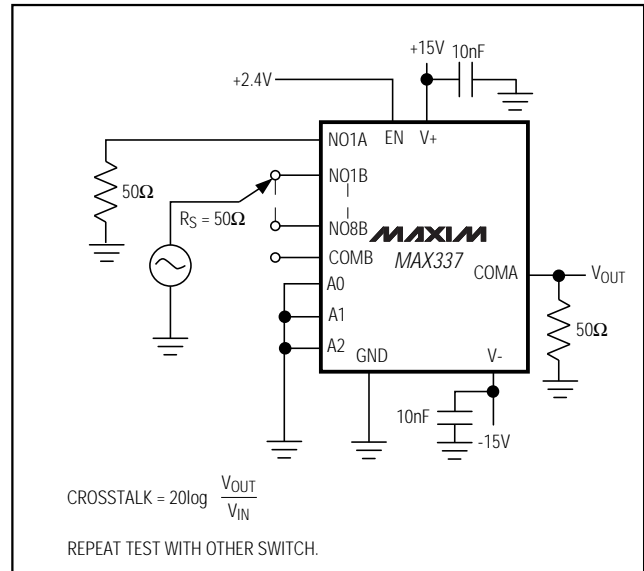 +15V
10nF
+2.4V
NO1A
EN
V+
50Ω
NO1B
RS = 50Ω
NO8B
MAXIM
MAX337
COMB
COMA
VOUT
A0
A1
50Ω
A2
GND
V-
10nF
-15V
CROSSTALK = 20log VOUT
VIN
REPEAT TEST WITH OTHER SWITCH.